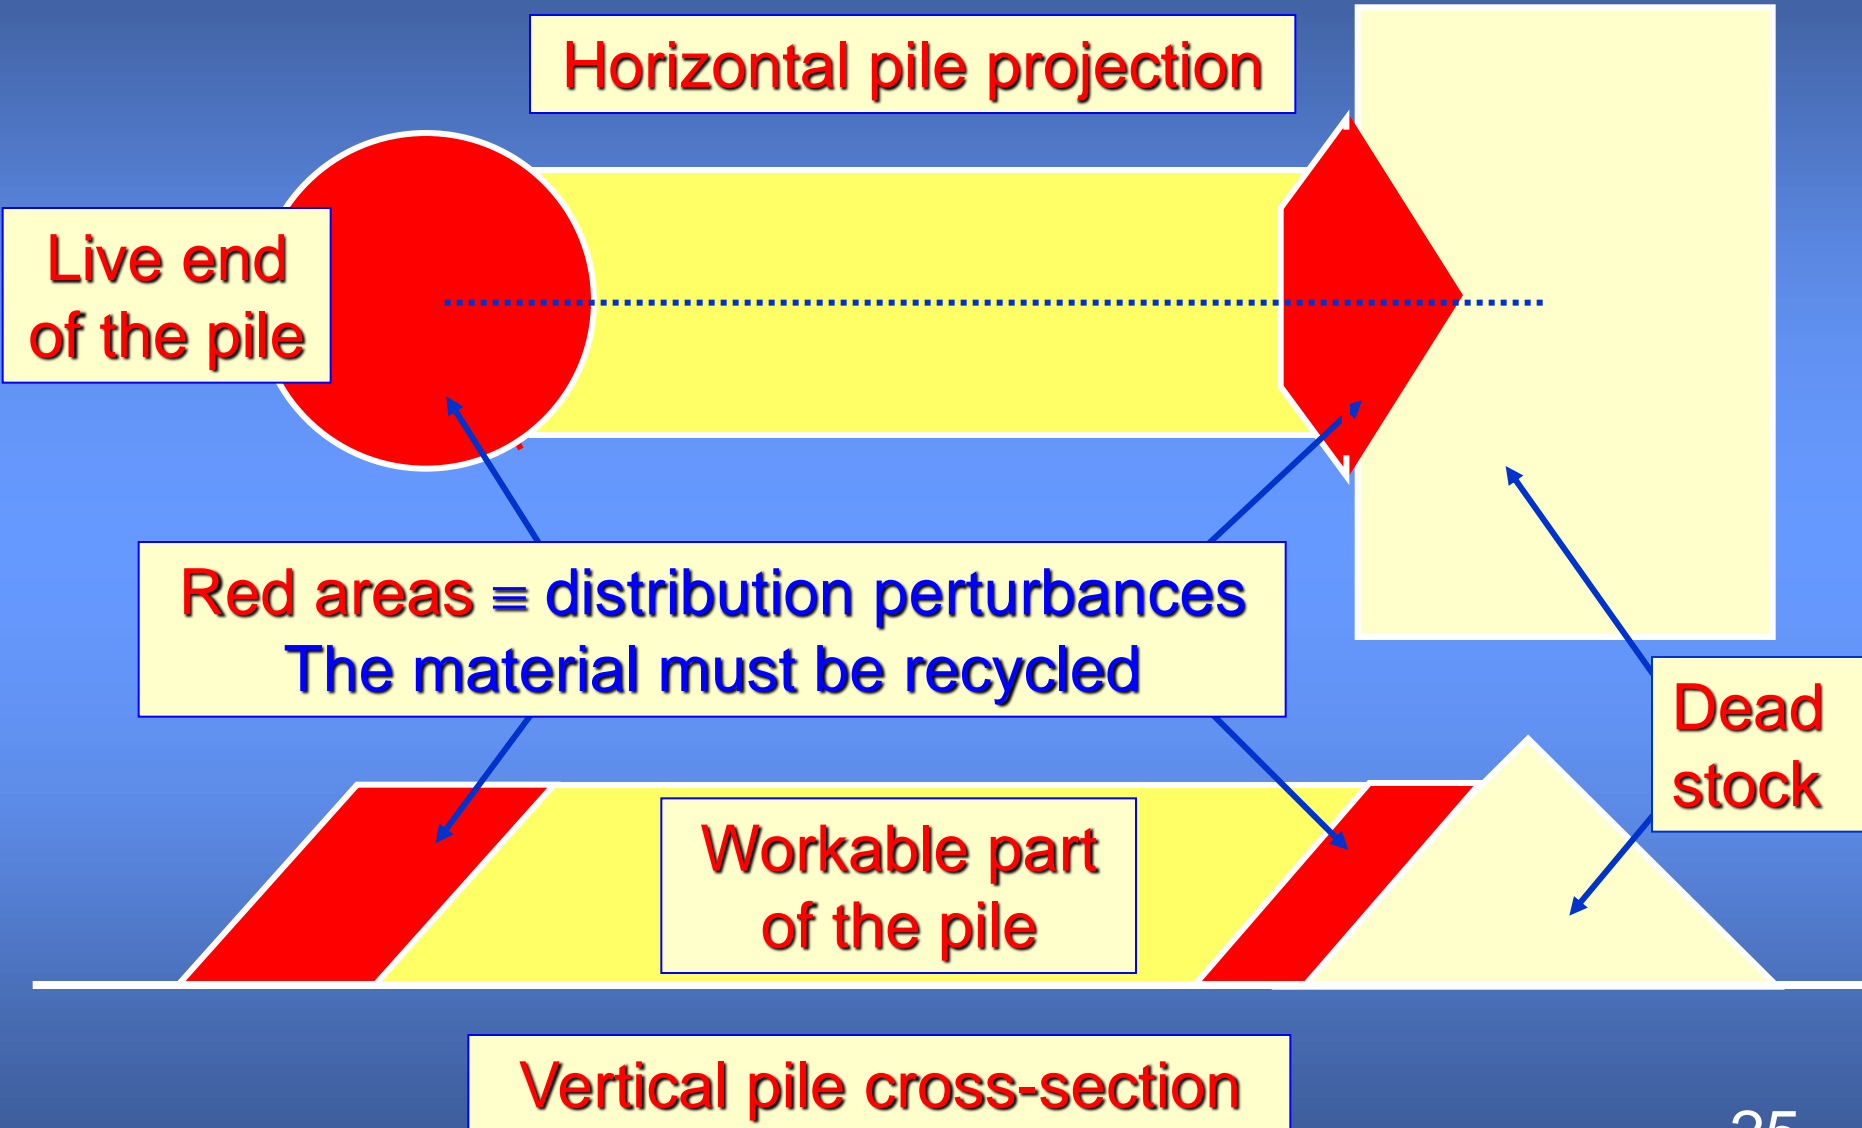 Horizontal pile projection
Live end
of the pile
Red areas ≡ distribution perturbances
The material must be recycled
Dead
stock
Workable part
of the pile
Vertical pile cross-section
25